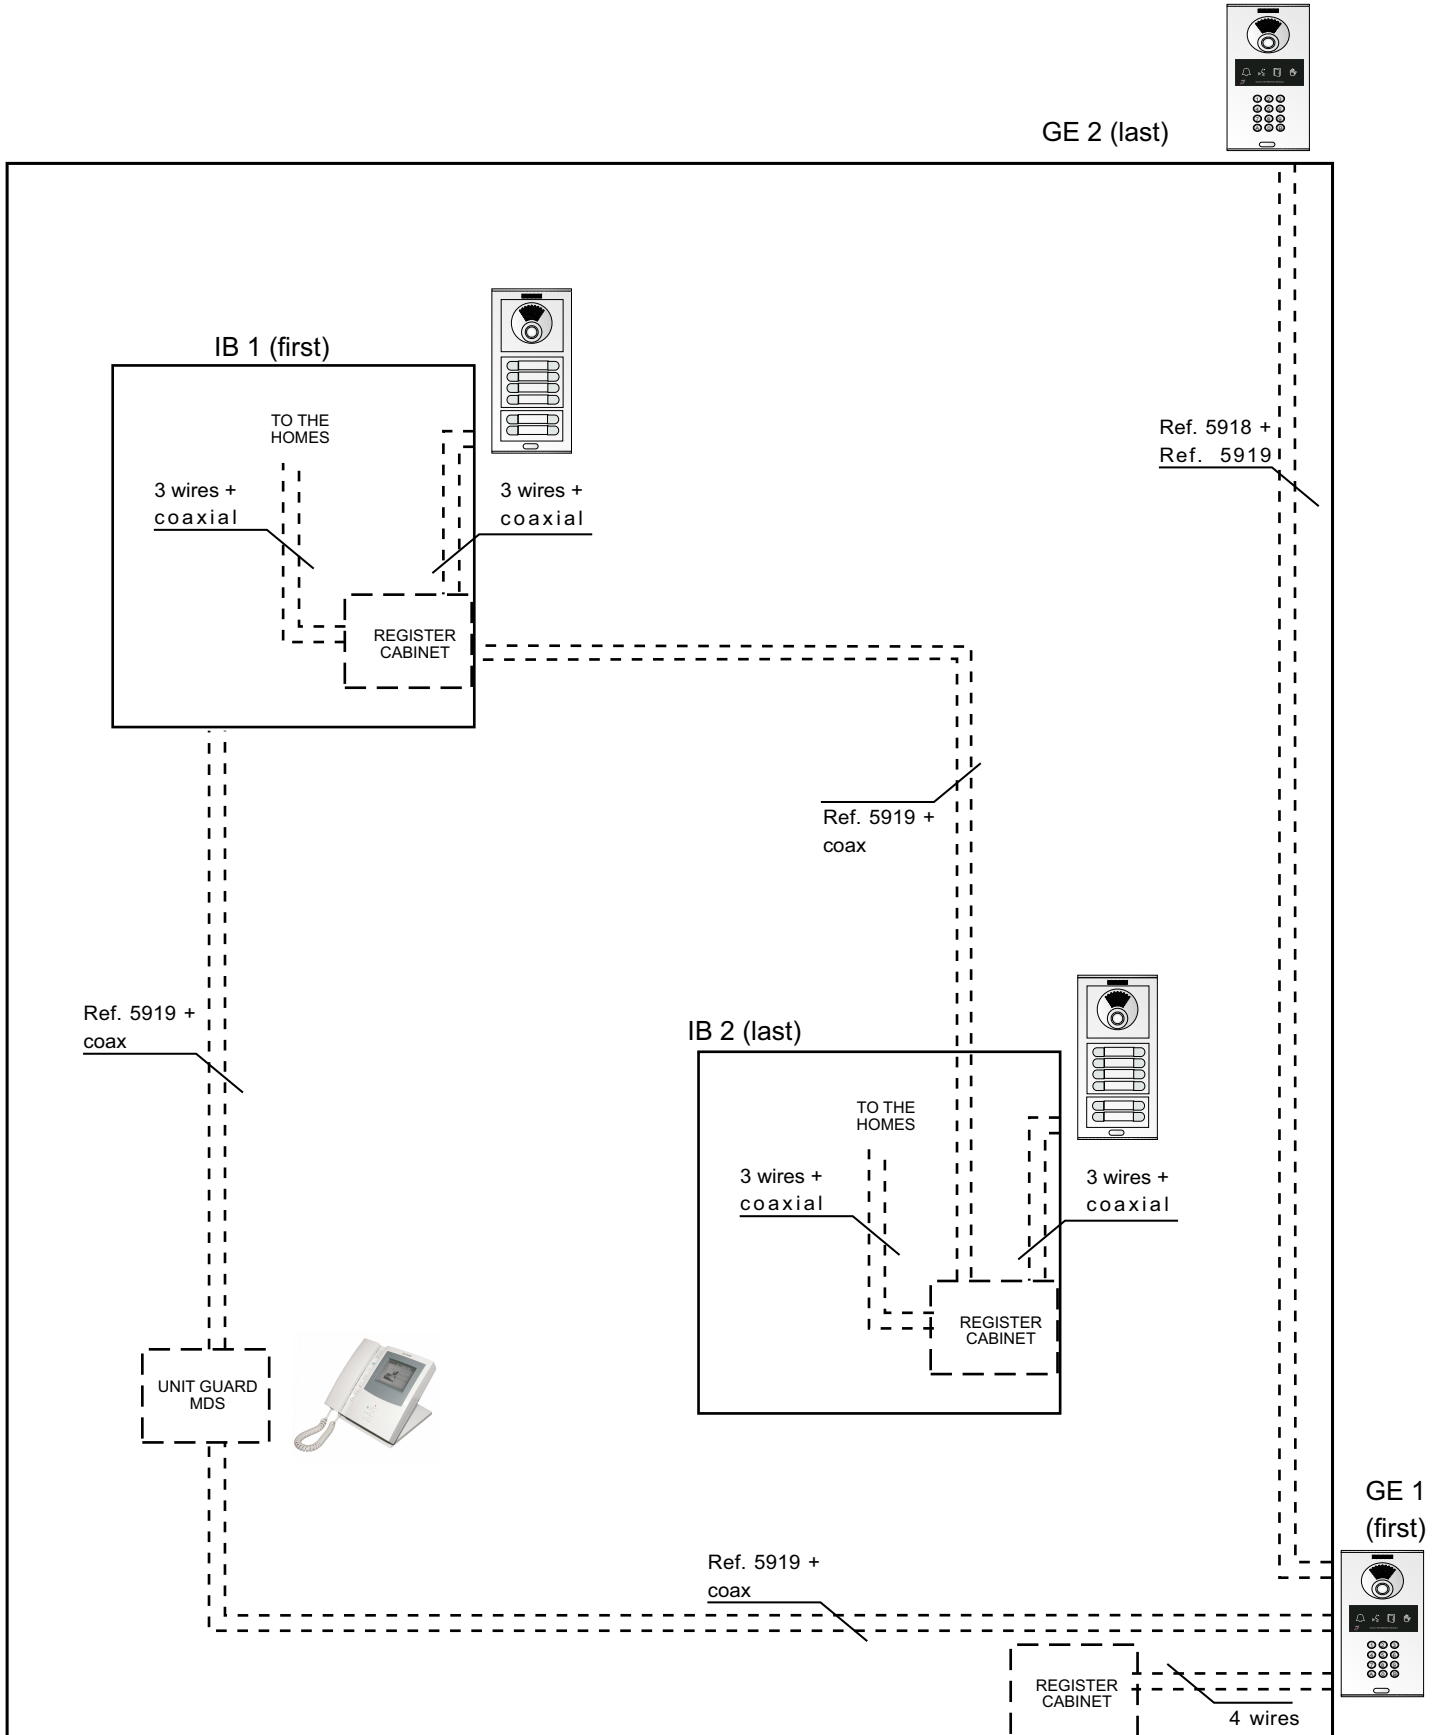 GE 2 (last)
IB 1 (first)
TO THE
HOMES
3 wires +
coaxial
3 wires +
coaxial
REGISTER
CABINET
Ref. 5918 +
Ref. 5919
Ref. 5919 +
coax
Ref. 5919 +
coax
IB 2 (last)
TO THE
HOMES
3 wires +
coaxial
3 wires +
coaxial
REGISTER
CABINET
UNIT GUARD
MDS
GE 1
(first)
Ref. 5919 +
coax
REGISTER
CABINET
4 wires